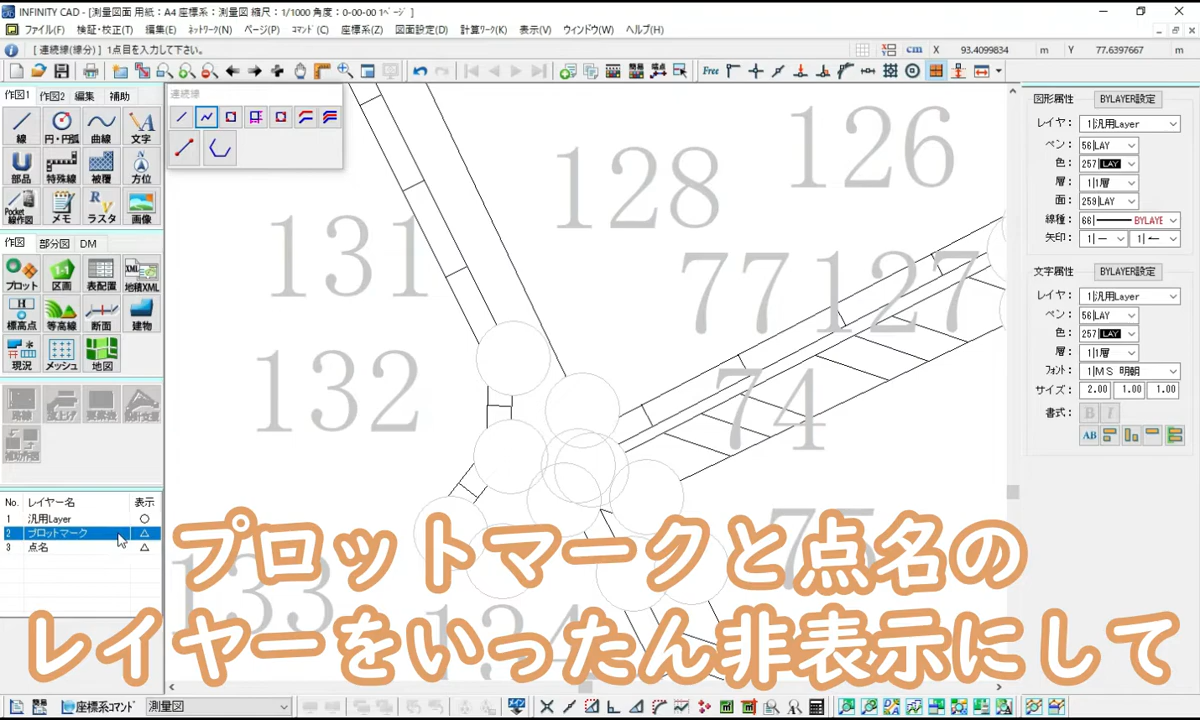 INFINITY CAD - [測量図面 用紙：A4 座標系：測量図 縮尺：1/1000 角度：0-00-00 1ﾍﾟｰｼﾞ ]
ファイル(F) 検証・校正(T) 編集(E) ﾈｯﾄﾜｰｸ(N) ページ(P) ｺﾏﾝﾄﾞ(C) 座標系(Z) 図面設定(D) 計算ワーク(K) 表示(V) ウィンドウ(W) ヘルプ(H)
[ 連続線(線分) ] 1点目を入力して下さい。 cm X 93.4099834 m Y 77.6397667 m
Free
作図1 作図2 編集 補助
線 円・円弧 曲線 文字
部品 特殊線 被覆 方位
Pocket 線作図 メモ ラスタ 画像
作図 部分図 DM
プロット 区画 表配置 地積XML
標高点 等高線 断面 建物
現況 メッシュ 地図
No. レイヤー名 表示
1 汎用Layer ○
2 プロットマーク △
3 点名 △
連続線
126
128
131
77 127
132
74
75
133
134
図形属性 BYLAYER設定
レイヤ： 1|汎用Layer
ペン： 56|LAY
色： 257|LAY
層： 1|1層
面： 259|LAY
線種： 66| BYLAYE
矢印： 1| 1|
文字属性 BYLAYER設定
レイヤ： 1|汎用Layer
ペン： 56|LAY
色： 257|LAY
層： 1|1層
ﾌｫﾝﾄ： 1|ＭＳ 明朝
サイズ： 2.00 1.00 1.00
書式： B I
AB
プロットマークと点名の
レイヤーをいったん非表示にして
座標系ｺﾏﾝﾄﾞ 測量図